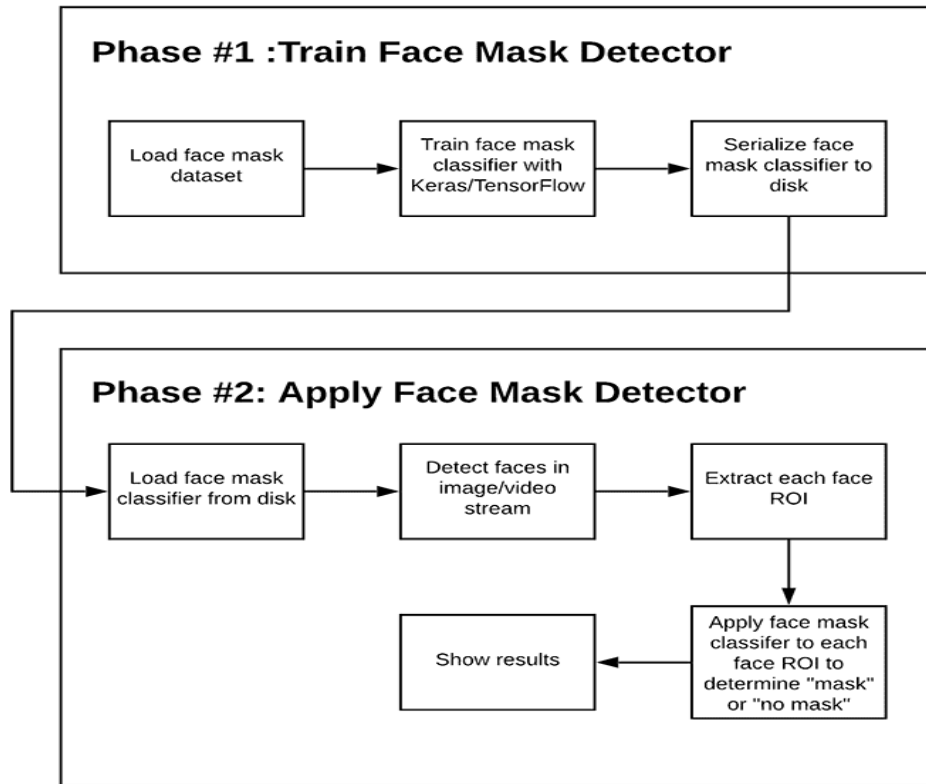 Phase #1 :Train Face Mask Detector
Load face mask
dataset
Train face mask
classifier with
Keras/TensorFlow
Serialize face
mask classifier to
disk
Phase #2: Apply Face Mask Detector
Load face mask
classifier from disk
Detect faces in
image/video
stream
Extract each face
ROI
Apply face mask
classifer to each
face ROI to
determine "mask"
or "no mask"
Show results